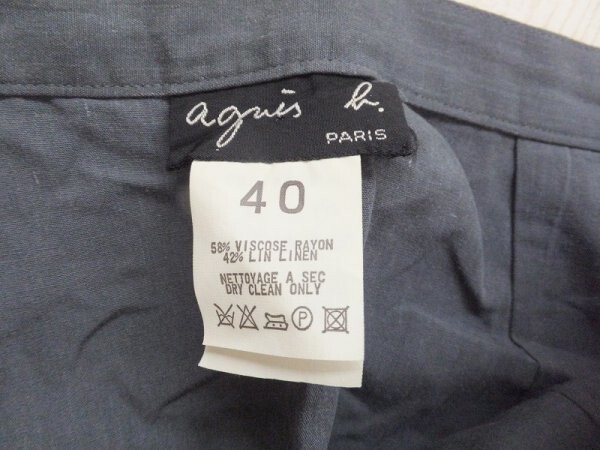 agnès b.
PARIS
40
58% VISCOSE RAYON
42% LIN LINEN
NETTOYAGE A SEC
DRY CLEAN ONLY
P